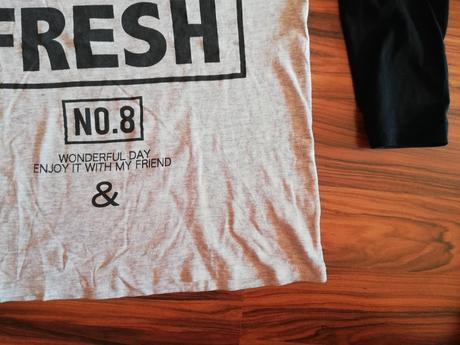 FRESH
NO.8
WONDERFUL DAY
ENJOY IT WITH MY FRIEND
&